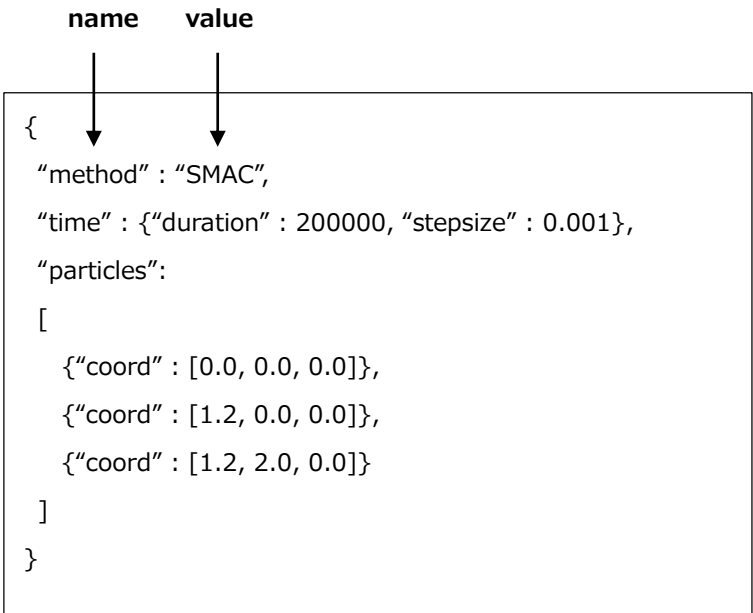 name value
{
“method” : “SMAC”,
“time” : {“duration” : 200000, “stepsize” : 0.001},
“particles”:
[
{“coord” : [0.0, 0.0, 0.0]},
{“coord” : [1.2, 0.0, 0.0]},
{“coord” : [1.2, 2.0, 0.0]}
]
}